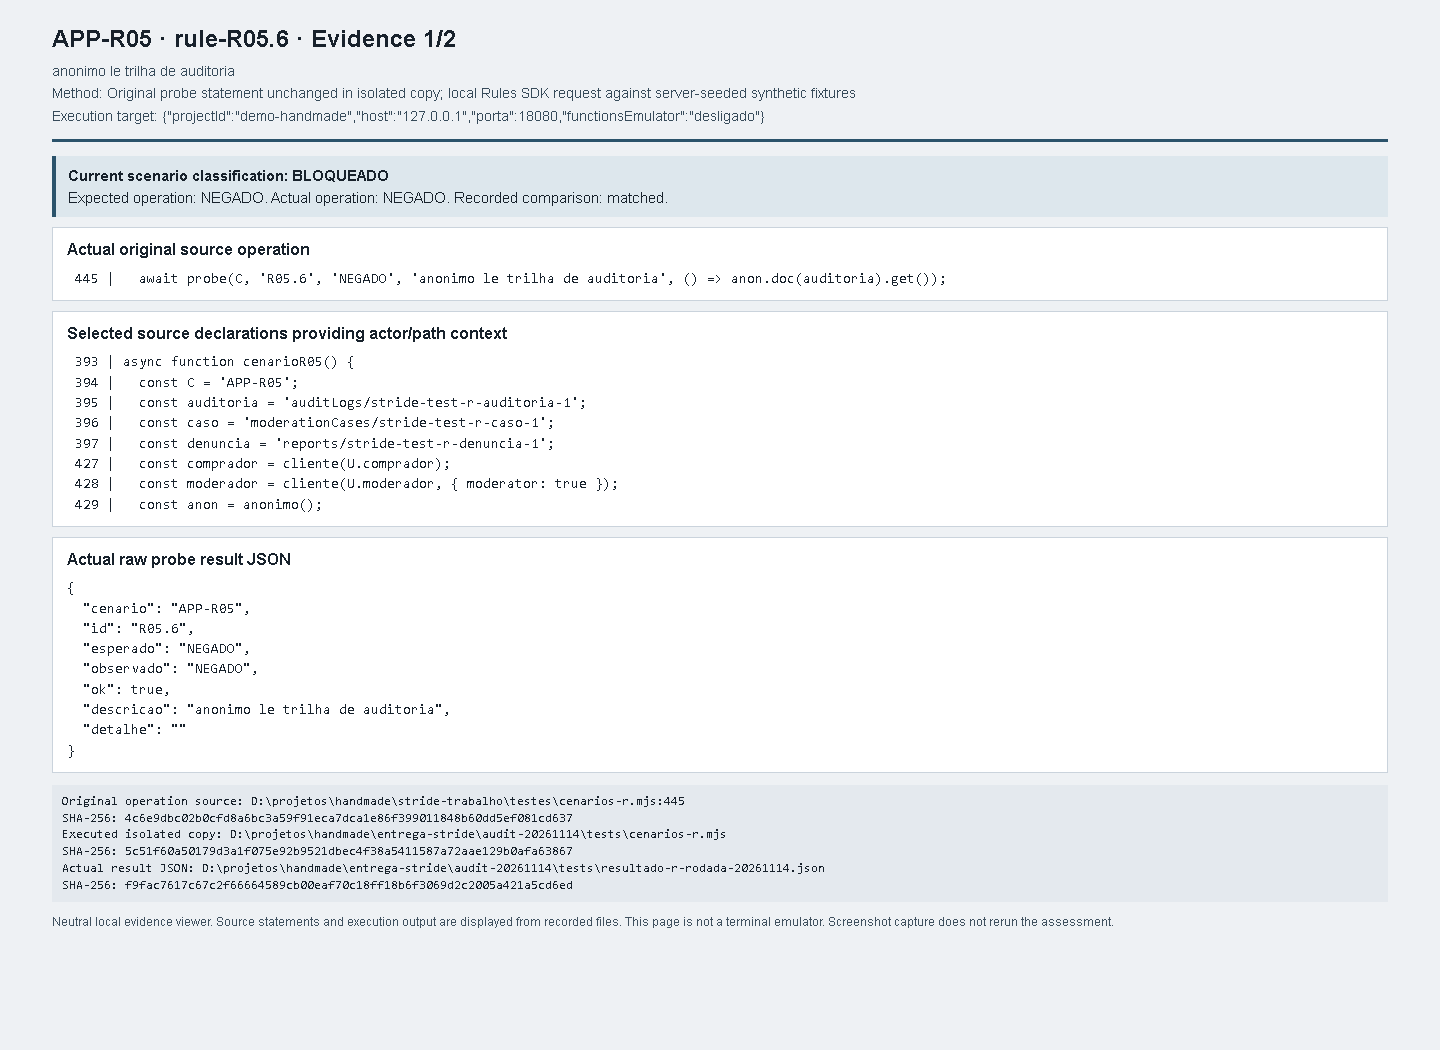 APP-R05 · rule-R05.6 · Evidence 1/2
anonimo le trilha de auditoria
Method: Original probe statement unchanged in isolated copy; local Rules SDK request against server-seeded synthetic fixtures
Execution target: {"projectId":"demo-handmade","host":"127.0.0.1","porta":18080,"functionsEmulator":"desligado"}
Current scenario classification: BLOQUEADO
Expected operation: NEGADO. Actual operation: NEGADO. Recorded comparison: matched.
Actual original source operation
445 |   await probe(C, 'R05.6', 'NEGADO', 'anonimo le trilha de auditoria', () => anon.doc(auditoria).get());
Selected source declarations providing actor/path context
393 | async function cenarioR05() {
394 |   const C = 'APP-R05';
395 |   const auditoria = 'auditLogs/stride-test-r-auditoria-1';
396 |   const caso = 'moderationCases/stride-test-r-caso-1';
397 |   const denuncia = 'reports/stride-test-r-denuncia-1';
427 |   const comprador = cliente(U.comprador);
428 |   const moderador = cliente(U.moderador, { moderator: true });
429 |   const anon = anonimo();
Actual raw probe result JSON
{
  "cenario": "APP-R05",
  "id": "R05.6",
  "esperado": "NEGADO",
  "observado": "NEGADO",
  "ok": true,
  "descricao": "anonimo le trilha de auditoria",
  "detalhe": ""
}
Original operation source: D:\projetos\handmade\stride-trabalho\testes\cenarios-r.mjs:445
SHA-256: 4c6e9dbc02b0cfd8a6bc3a59f91eca7dca1e86f399011848b60dd5ef081cd637
Executed isolated copy: D:\projetos\handmade\entrega-stride\audit-20261114\tests\cenarios-r.mjs
SHA-256: 5c51f60a50179d3a1f075e92b9521dbec4f38a5411587a72aae129b0afa63867
Actual result JSON: D:\projetos\handmade\entrega-stride\audit-20261114\tests\resultado-r-rodada-20261114.json
SHA-256: f9fac7617c67c2f66664589cb00eaf70c18ff18b6f3069d2c2005a421a5cd6ed
Neutral local evidence viewer. Source statements and execution output are displayed from recorded files. This page is not a terminal emulator. Screenshot capture does not rerun the assessment.